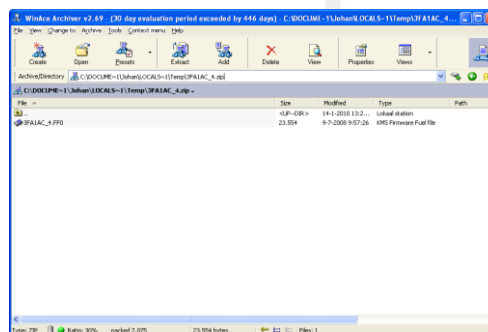 WinAce Archiver v2.69 - (30 day evaluation period exceeded by 446 days) - C:\DOCUME~1\Johan\LOCALS~1\Temp\3FA1AC_4...
File View Change to Archive Tools Context menu Help
Create Open Presets Extract Add Delete View Properties Views
Archive/Directory C:\DOCUME~1\Johan\LOCALS~1\Temp\3FA1AC_4.zip
C:\DOCUME~1\Johan\LOCALS~1\Temp\3FA1AC_4.zip
File Size Modified Type Path
.. <UP--DIR> 14-1-2010 13:2... Lokaal station
3FA1AC_4.FFO 23.554 9-7-2008 9:57:26 KMS Firmware Fuel file
Type: ZIP Ratio: 30% packed 7.075 23.554 bytes Files: 1